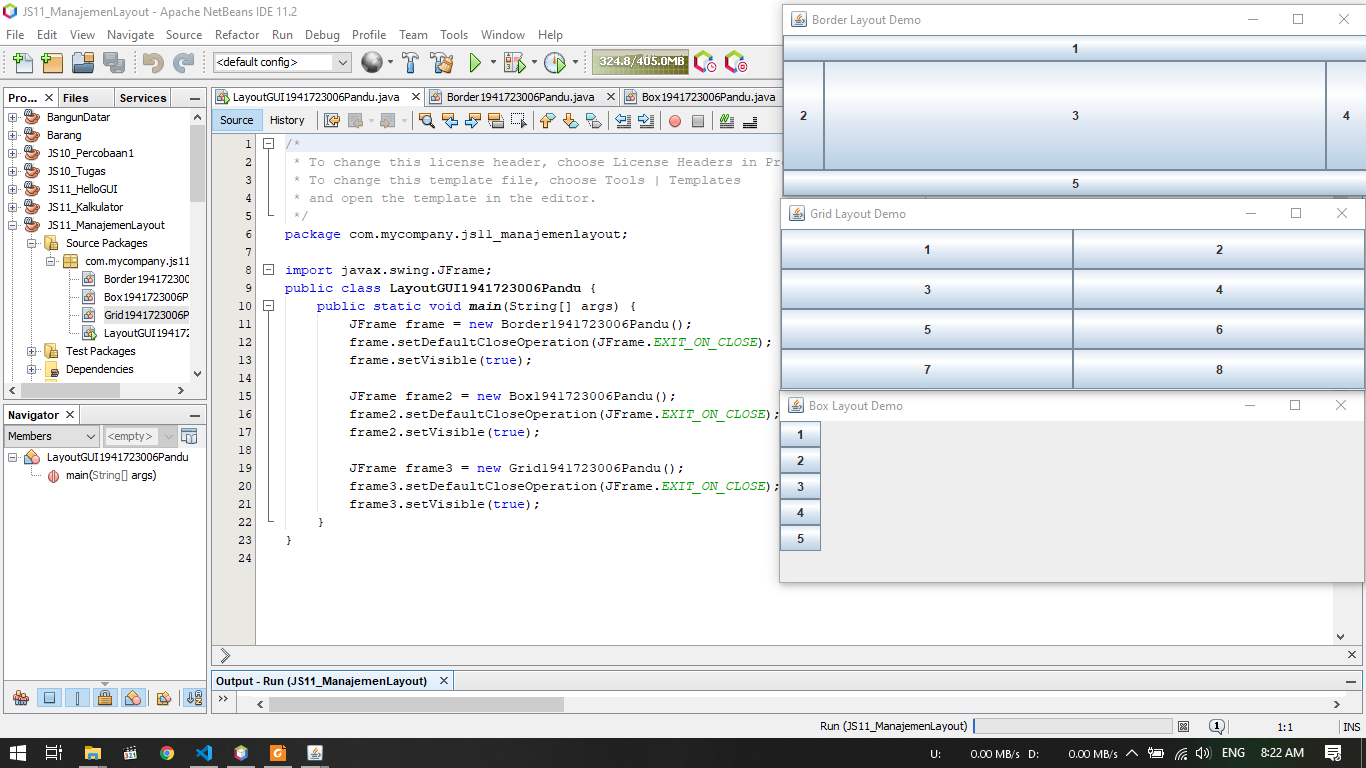 JS11_ManajemenLayout - Apache NetBeans IDE 11.2
File Edit View Navigate Source Refactor Run Debug Profile Team Tools Window Help
<default config>
324.8/405.0MB
Pro...
Files
Services
BangunDatar
Barang
JS10_Percobaan1
JS10_Tugas
JS11_HelloGUI
JS11_Kalkulator
JS11_ManajemenLayout
Source Packages
com.mycompany.js11
Border194172300
Box1941723006P
Grid1941723006P
LayoutGUI194172
Test Packages
Dependencies
Navigator
Members
<empty>
LayoutGUI1941723006Pandu
main(String[] args)
LayoutGUI1941723006Pandu.java
Border1941723006Pandu.java
Box1941723006Pandu.java
Source History
1 /*
2 * To change this license header, choose License Headers in Pr
3 * To change this template file, choose Tools | Templates
4 * and open the template in the editor.
5 */
6 package com.mycompany.js11_manajemenlayout;
7
8 import javax.swing.JFrame;
9 public class LayoutGUI1941723006Pandu {
10 public static void main(String[] args) {
11 JFrame frame = new Border1941723006Pandu();
12 frame.setDefaultCloseOperation(JFrame.EXIT_ON_CLOSE);
13 frame.setVisible(true);
14
15 JFrame frame2 = new Box1941723006Pandu();
16 frame2.setDefaultCloseOperation(JFrame.EXIT_ON_CLOSE);
17 frame2.setVisible(true);
18
19 JFrame frame3 = new Grid1941723006Pandu();
20 frame3.setDefaultCloseOperation(JFrame.EXIT_ON_CLOSE);
21 frame3.setVisible(true);
22 }
23 }
24
Border Layout Demo
1
2 3 4
5
Grid Layout Demo
1 2
3 4
5 6
7 8
Box Layout Demo
1
2
3
4
5
Output - Run (JS11_ManajemenLayout)
Run (JS11_ManajemenLayout)
1
1:1
INS
U: 0.00 MB/s D: 0.00 MB/s
ENG
8:22 AM